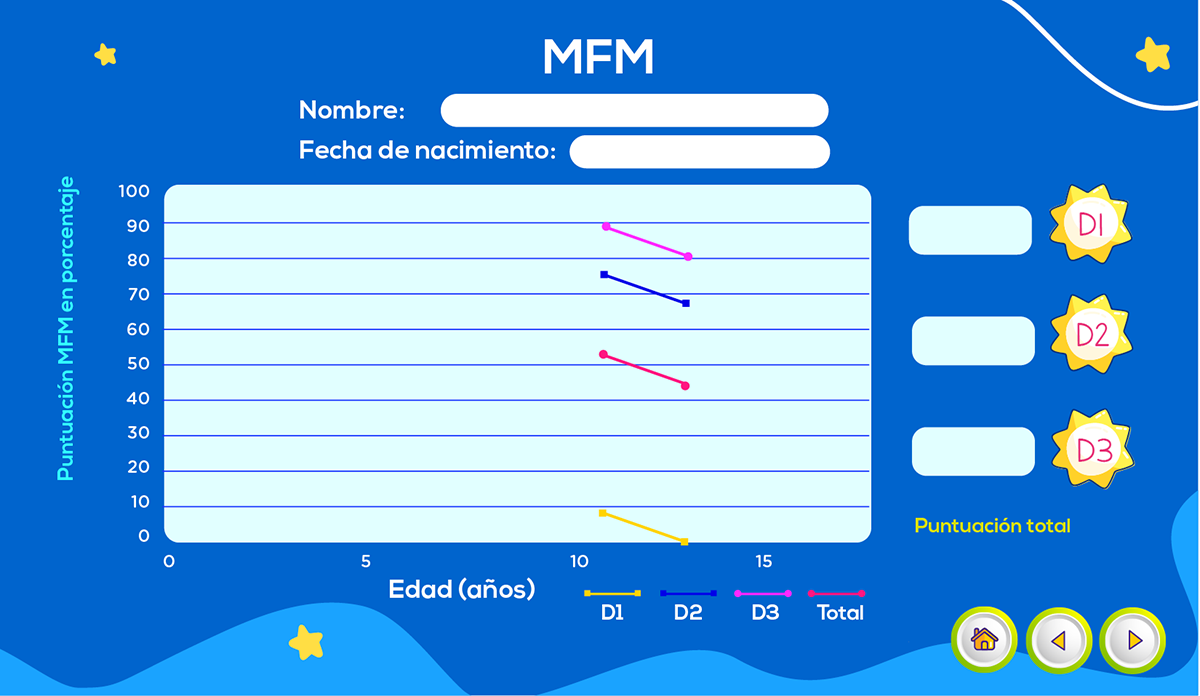 MFM
Nombre:
Fecha de nacimiento:
Puntuación MFM en porcentaje
100
90
80
70
60
50
40
30
20
10
0
0 5 10 15
Edad (años)
D1 D2 D3 Total
D1
D2
D3
Puntuación total